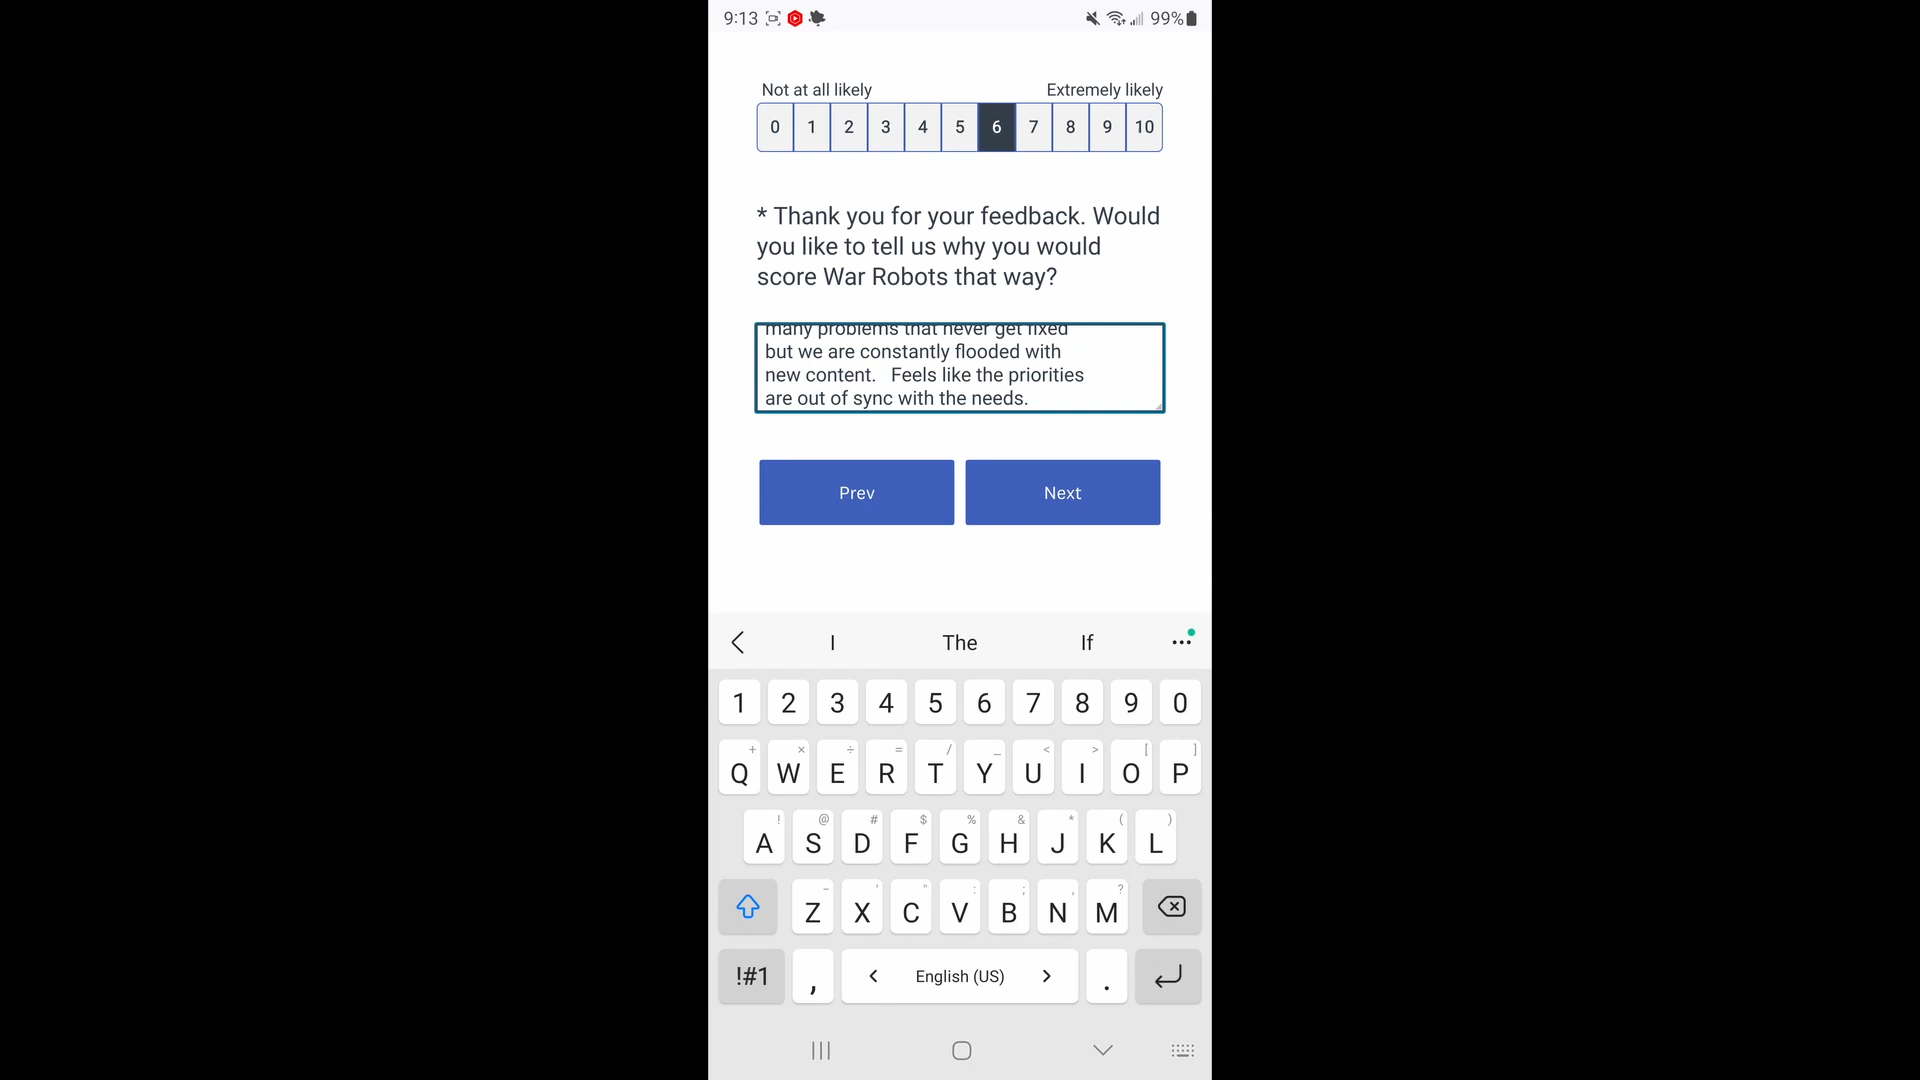 9:13 99%
Not at all likely Extremely likely
0 1 2 3 4 5 6 7 8 9 10
* Thank you for your feedback. Would
you like to tell us why you would
score War Robots that way?
many problems that never get fixed
but we are constantly flooded with
new content.   Feels like the priorities
are out of sync with the needs.
Prev Next
I The If
1 2 3 4 5 6 7 8 9 0
+ × ÷ = / _ < > [ ]
Q W E R T Y U I O P
! @ # $ % & * ( )
A S D F G H J K L
- ' " : ; , ?
Z X C V B N M
!#1 , < English (US) > .